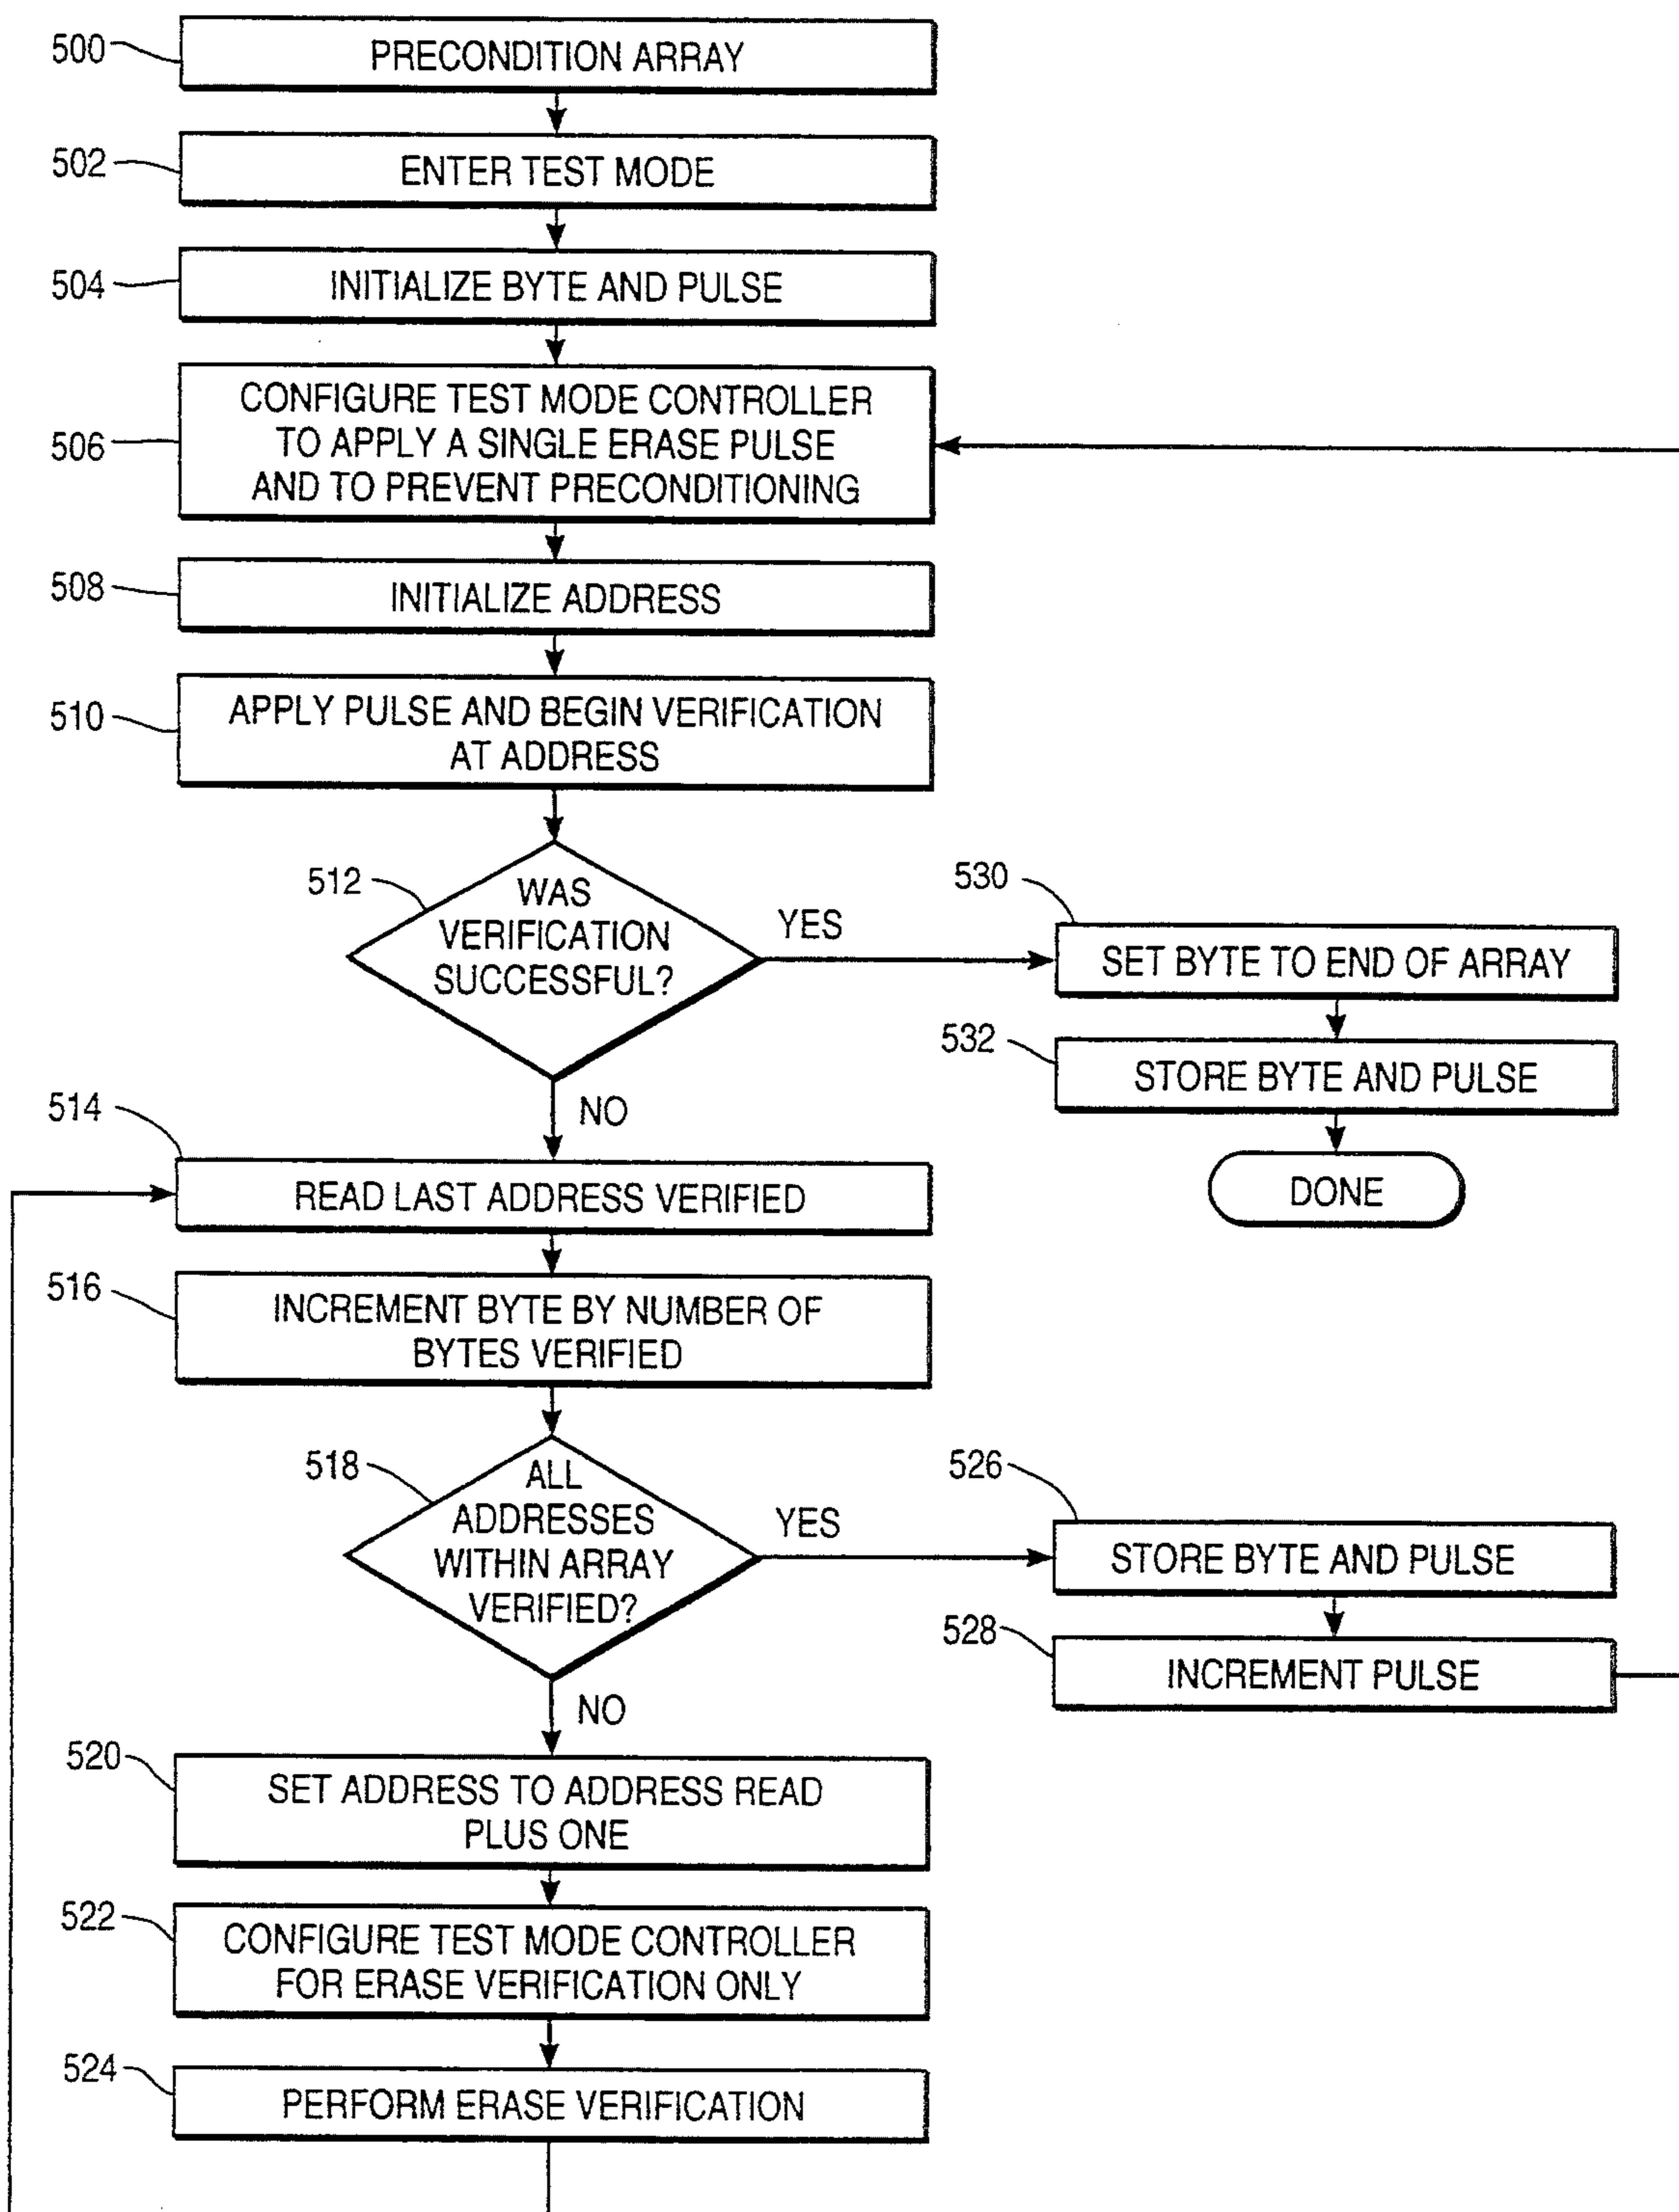 500
PRECONDITION ARRAY
502
ENTER TEST MODE
504
INITIALIZE BYTE AND PULSE
506
CONFIGURE TEST MODE CONTROLLER
TO APPLY A SINGLE ERASE PULSE
AND TO PREVENT PRECONDITIONING
508
INITIALIZE ADDRESS
510
APPLY PULSE AND BEGIN VERIFICATION
AT ADDRESS
512
WAS
VERIFICATION
SUCCESSFUL?
YES
530
SET BYTE TO END OF ARRAY
532
STORE BYTE AND PULSE
DONE
NO
514
READ LAST ADDRESS VERIFIED
516
INCREMENT BYTE BY NUMBER OF
BYTES VERIFIED
518
ALL
ADDRESSES
WITHIN ARRAY
VERIFIED?
YES
526
STORE BYTE AND PULSE
528
INCREMENT PULSE
NO
520
SET ADDRESS TO ADDRESS READ
PLUS ONE
522
CONFIGURE TEST MODE CONTROLLER
FOR ERASE VERIFICATION ONLY
524
PERFORM ERASE VERIFICATION